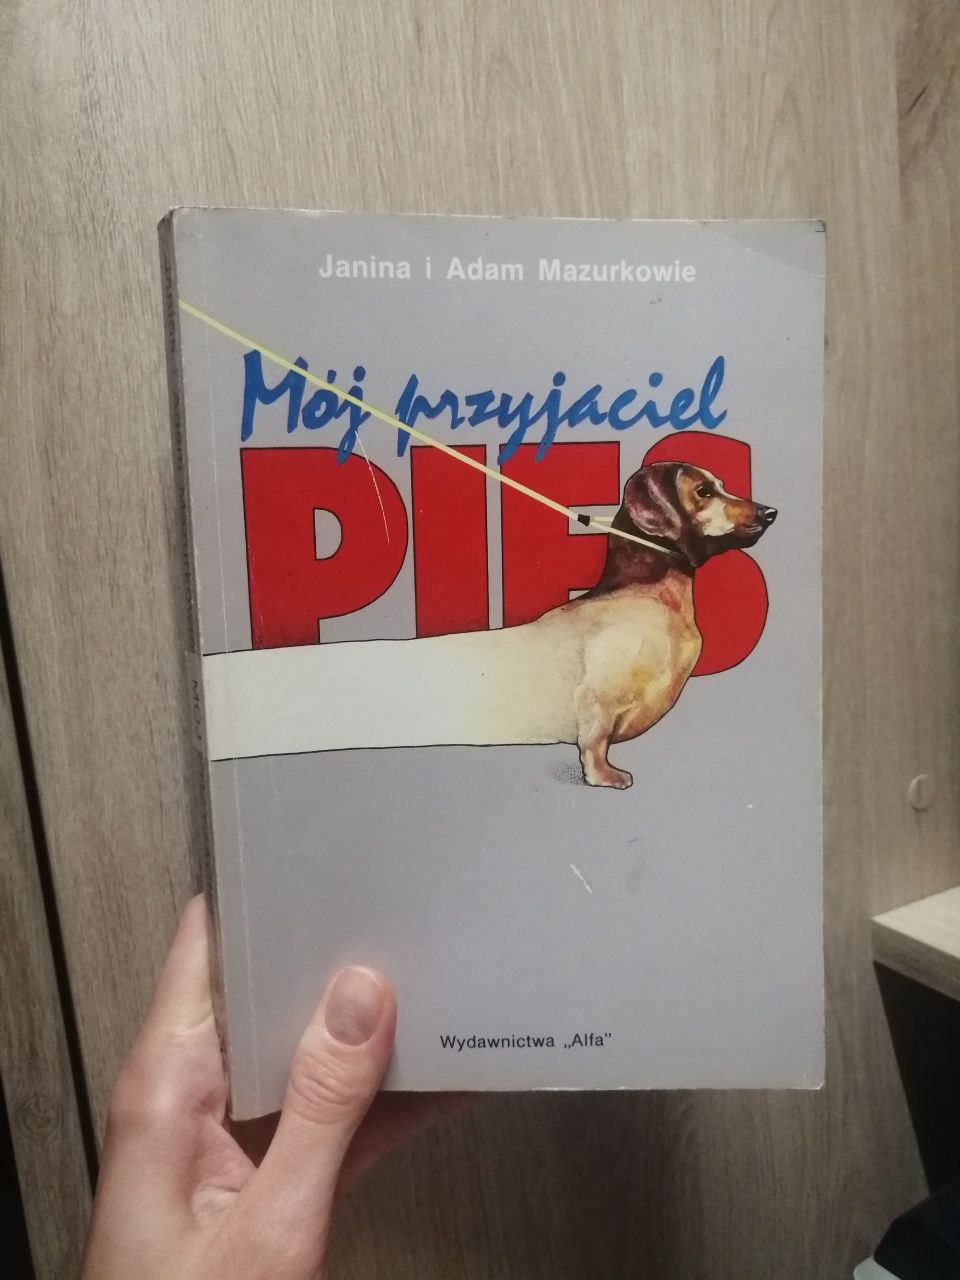 Janina i Adam Mazurkowie
Mój przyjaciel
PIES
Wydawnictwa „Alfa”